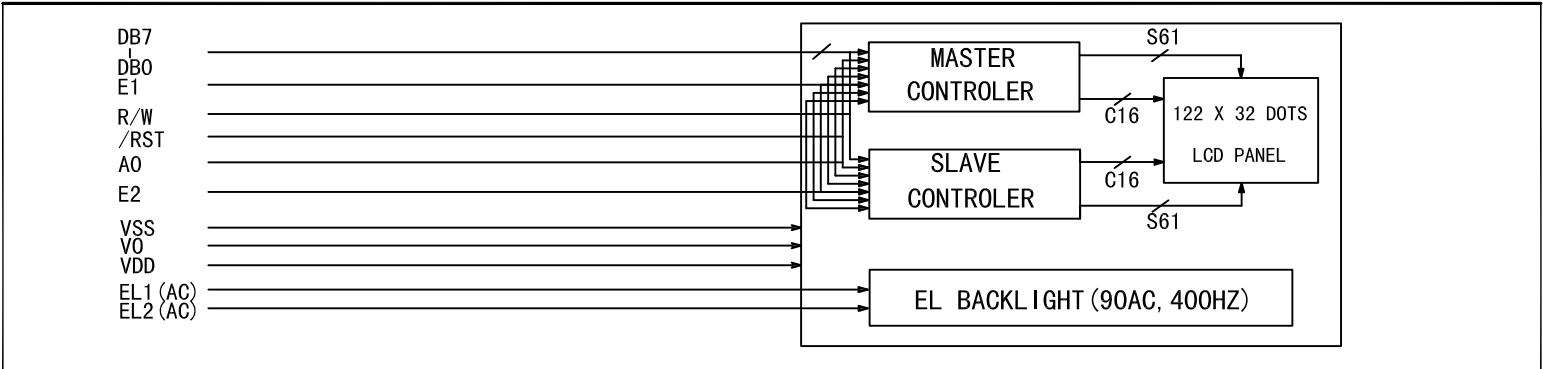 DB7
DB0
E1
R/W
/RST
A0
E2
VSS
V0
VDD
EL1(AC)
EL2(AC)
MASTER
CONTROLER
SLAVE
CONTROLER
S61
C16
C16
S61
122 X 32 DOTS
LCD PANEL
EL BACKLIGHT(90AC, 400HZ)